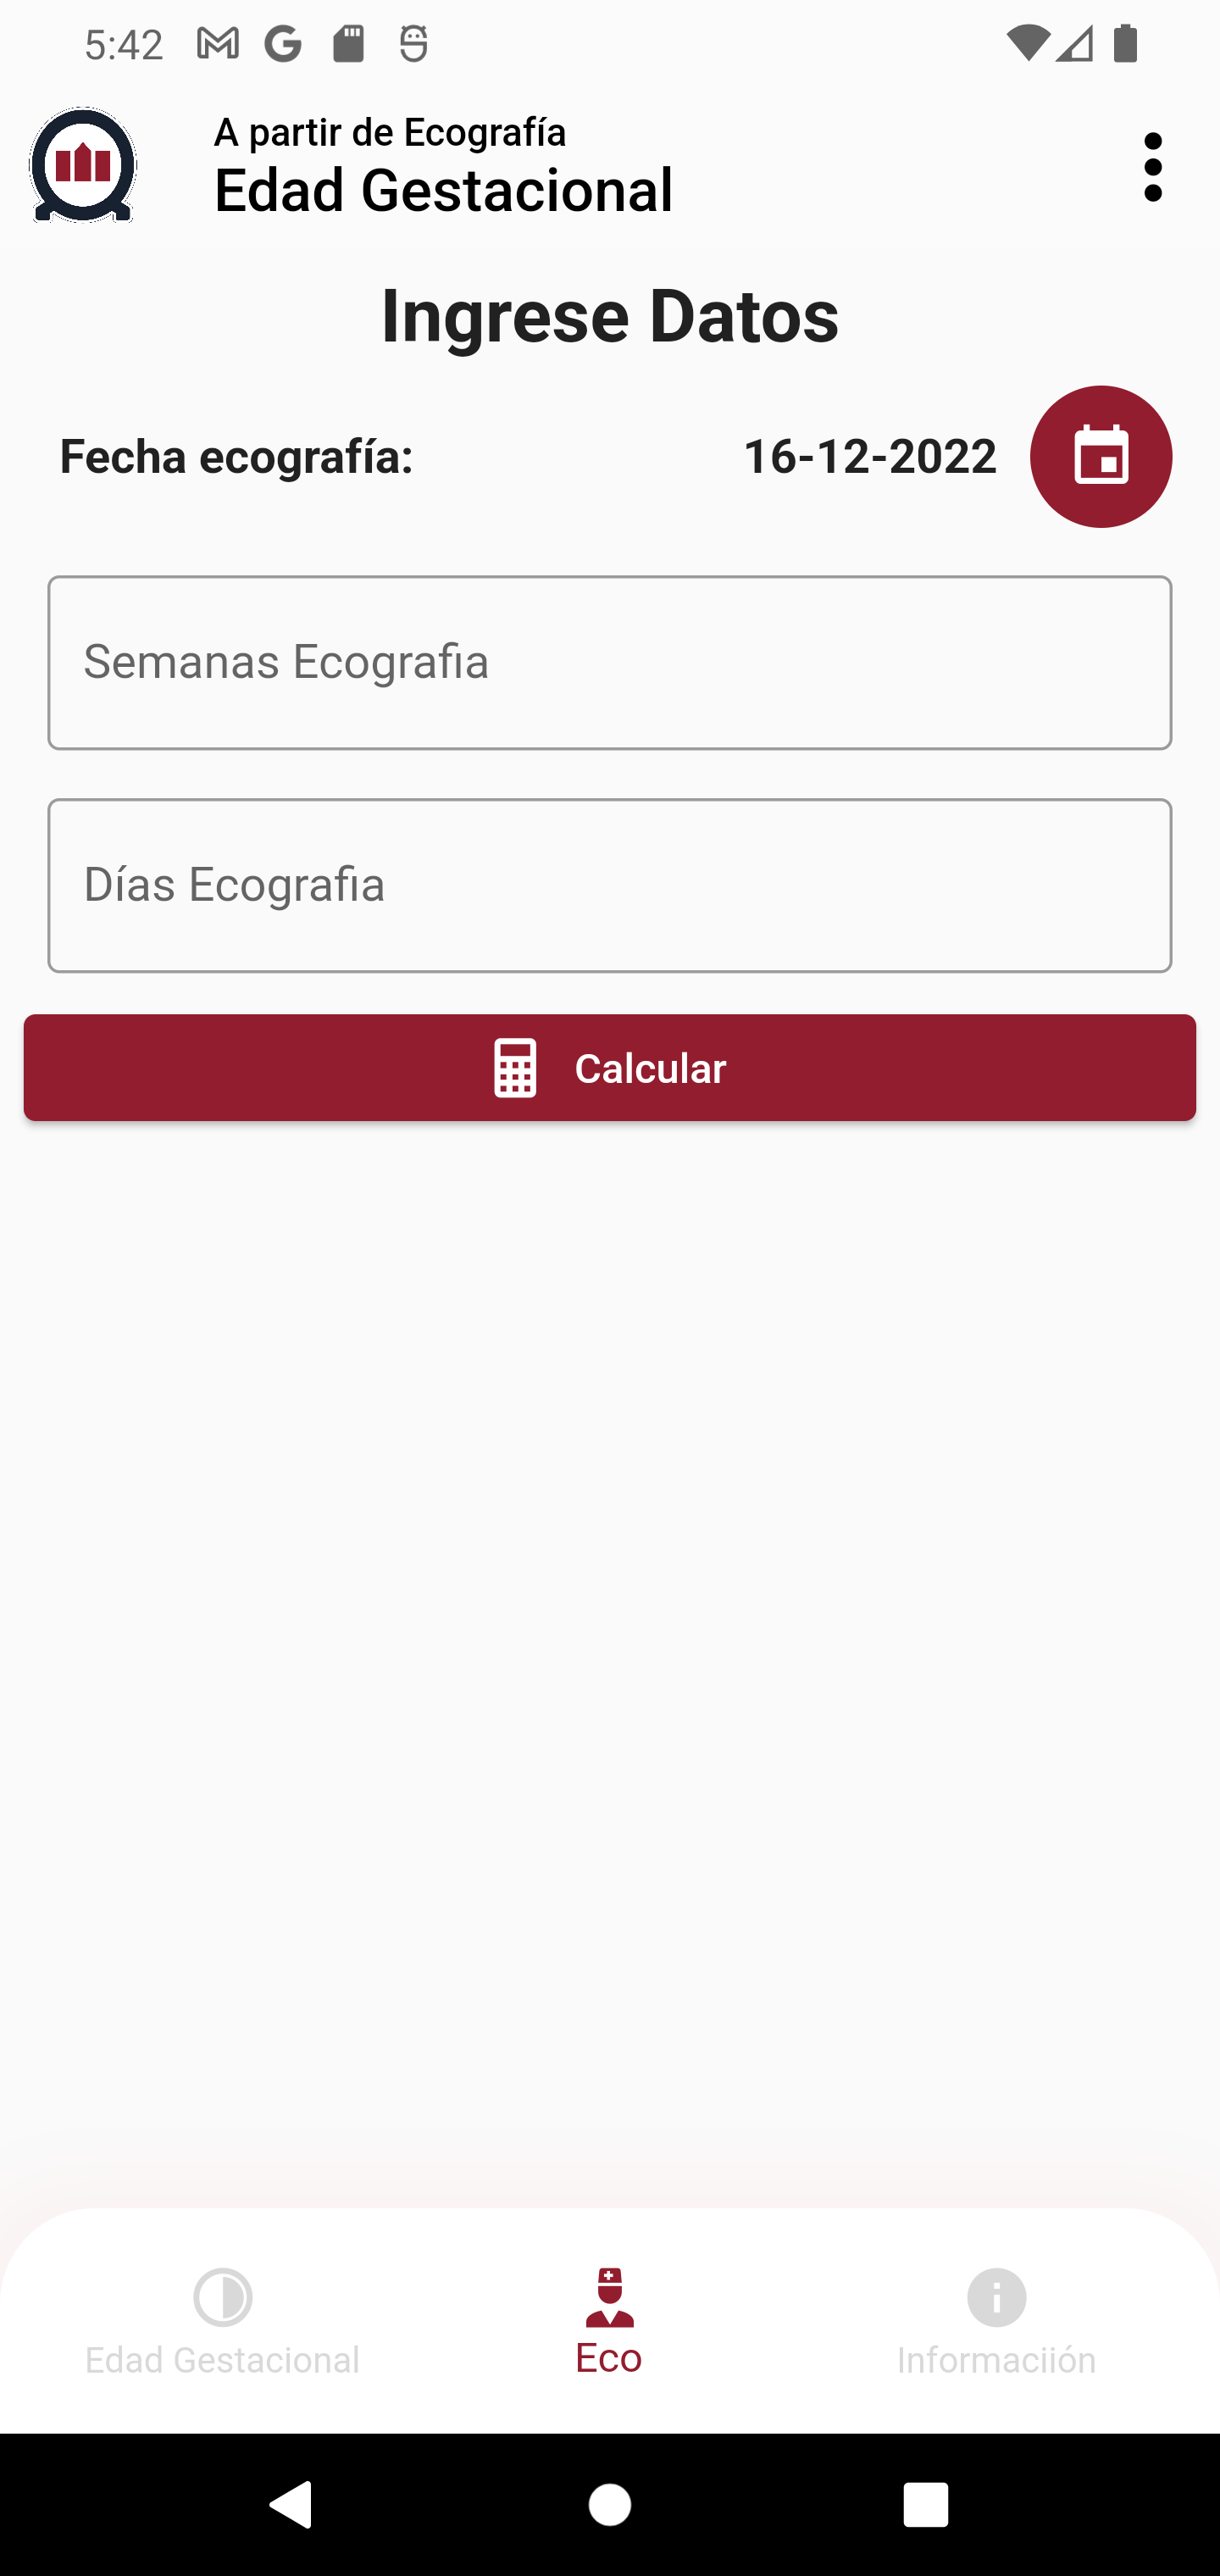 5:42
A partir de Ecografía
Edad Gestacional
Ingrese Datos
Fecha ecografía: 16-12-2022
Semanas Ecografia
Días Ecografia
Calcular
Edad Gestacional Eco Informaciión